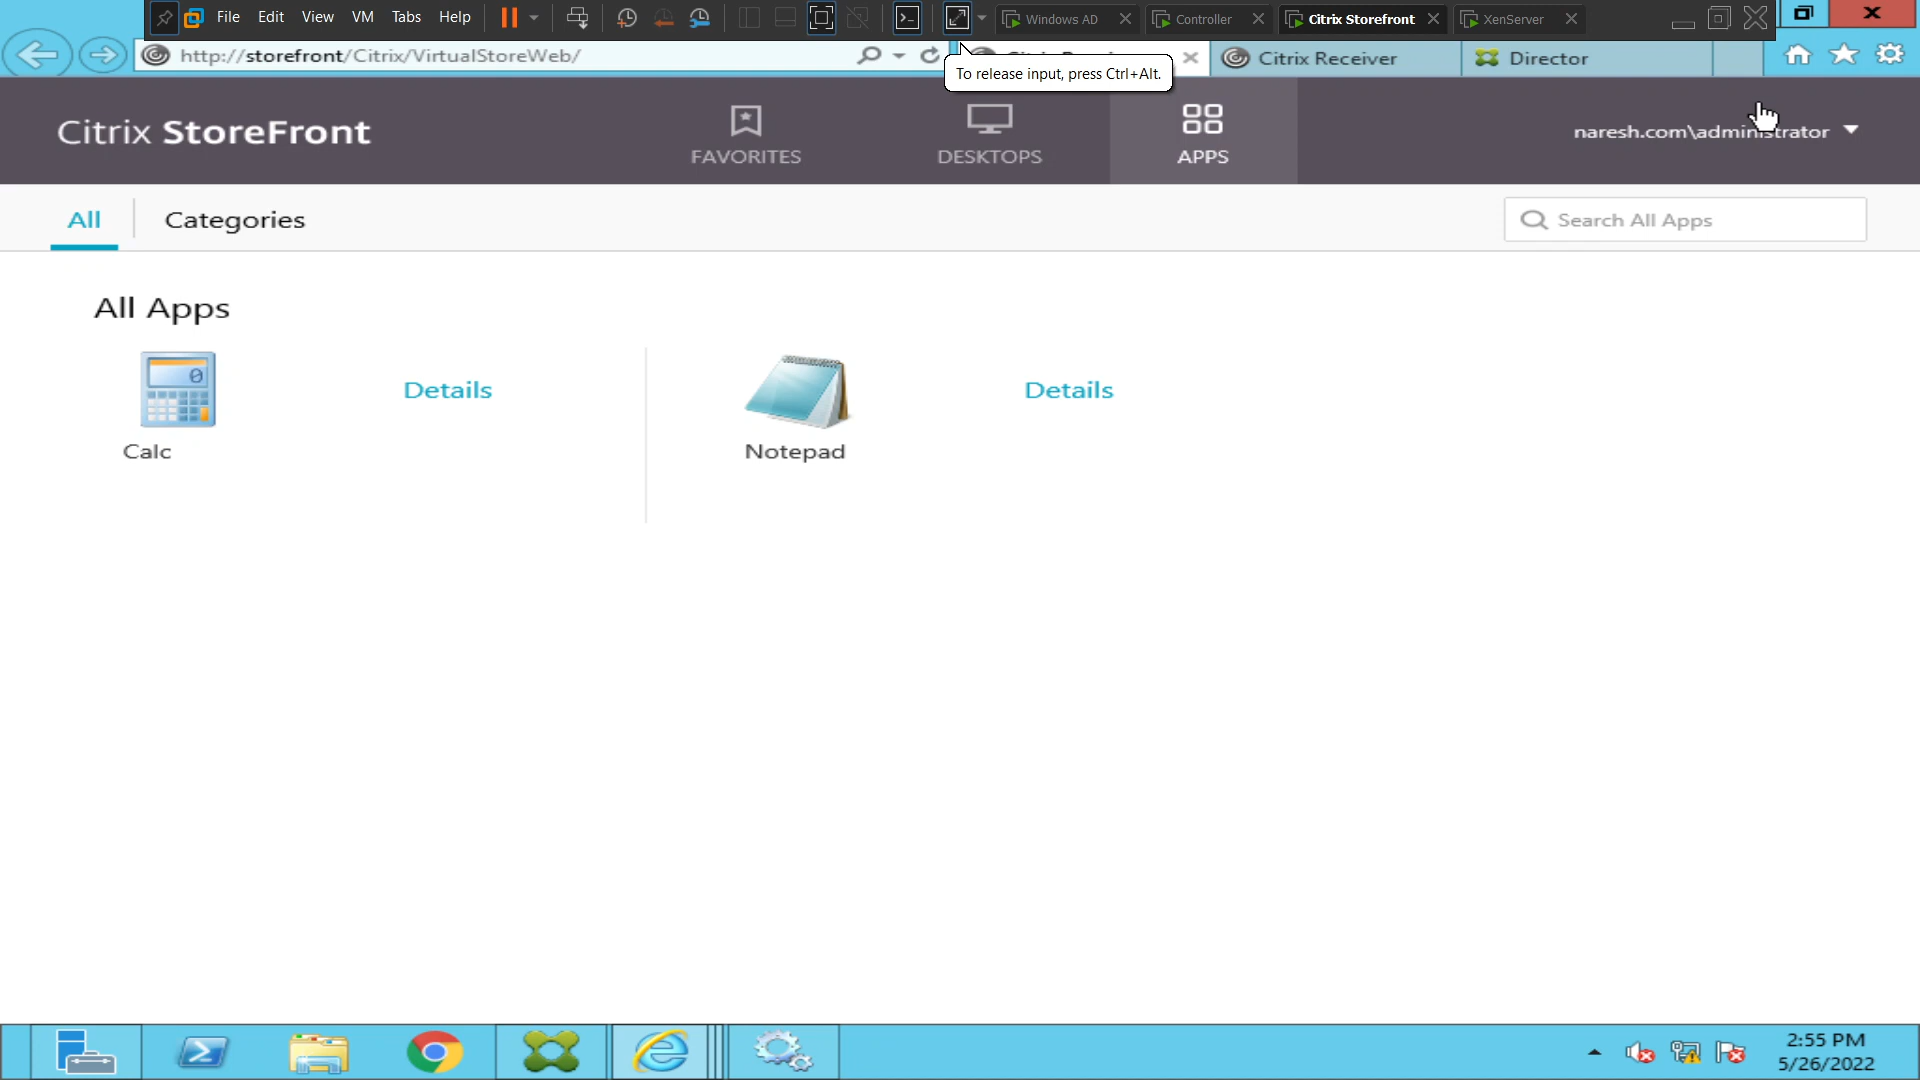 File Edit View VM Tabs Help
Windows AD
Controller
Citrix Storefront
XenServer
http://storefront/Citrix/VirtualStoreWeb/
Citrix Receiver
Director
To release input, press Ctrl+Alt.
Citrix StoreFront
FAVORITES
DESKTOPS
APPS
naresh.com\administrator
All
Categories
Search All Apps
All Apps
Calc
Details
Notepad
Details
2:55 PM
5/26/2022